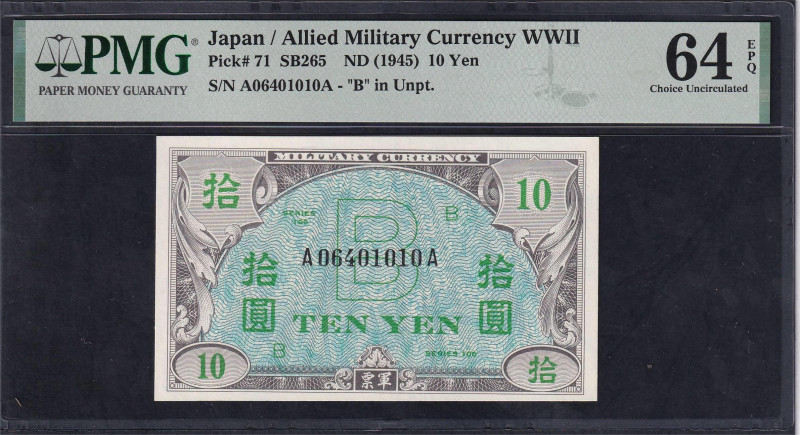 PMG®
PAPER MONEY GUARANTY
Japan / Allied Military Currency WWII
Pick# 71 SB265 ND (1945) 10 Yen
S/N A06401010A - "B" in Unpt.
64 EPQ
Choice Uncirculated
MILITARY CURRENCY
拾
10
SERIES 100
B
B
A06401010A
拾圓
拾圓
TEN YEN
B
SERIES 100
10
票軍
拾